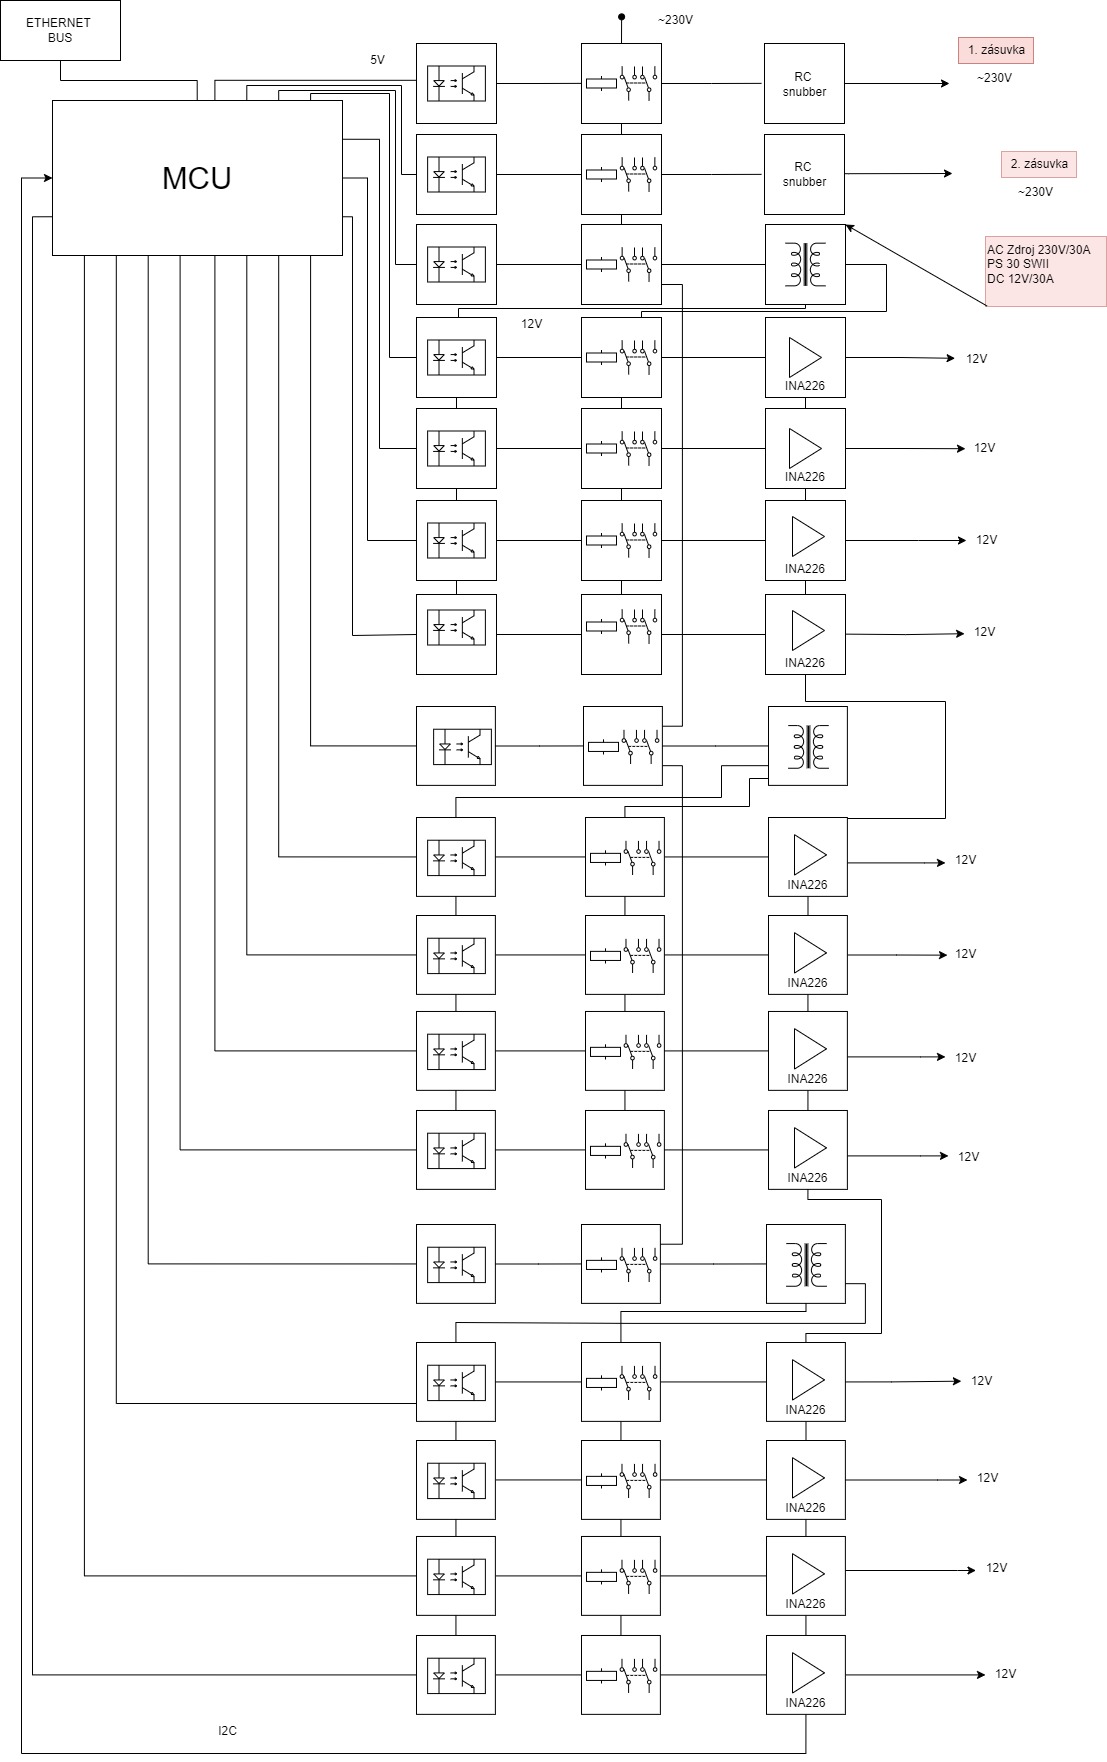 ETHERNET
BUS
~230V
5V
1. zásuvka
~230V
RC
snubber
MCU
RC
snubber
2. zásuvka
~230V
AC Zdroj 230V/30A
PS 30 SWII
DC 12V/30A
12V
12V
INA226
12V
INA226
12V
INA226
12V
INA226
12V
INA226
12V
INA226
12V
INA226
12V
INA226
12V
INA226
12V
INA226
12V
INA226
12V
INA226
I2C